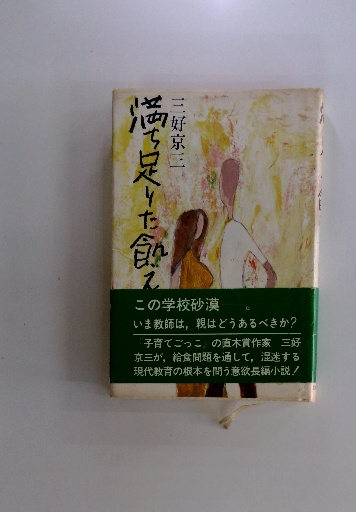 三好京三
満ち足りた飢え
この学校砂漠――。
いま教師は，親はどうあるべきか？
「子育てごっこ」の直木賞作家　三好
京三が，給食問題を通して，混迷する
現代教育の根本を問う意欲長編小説！